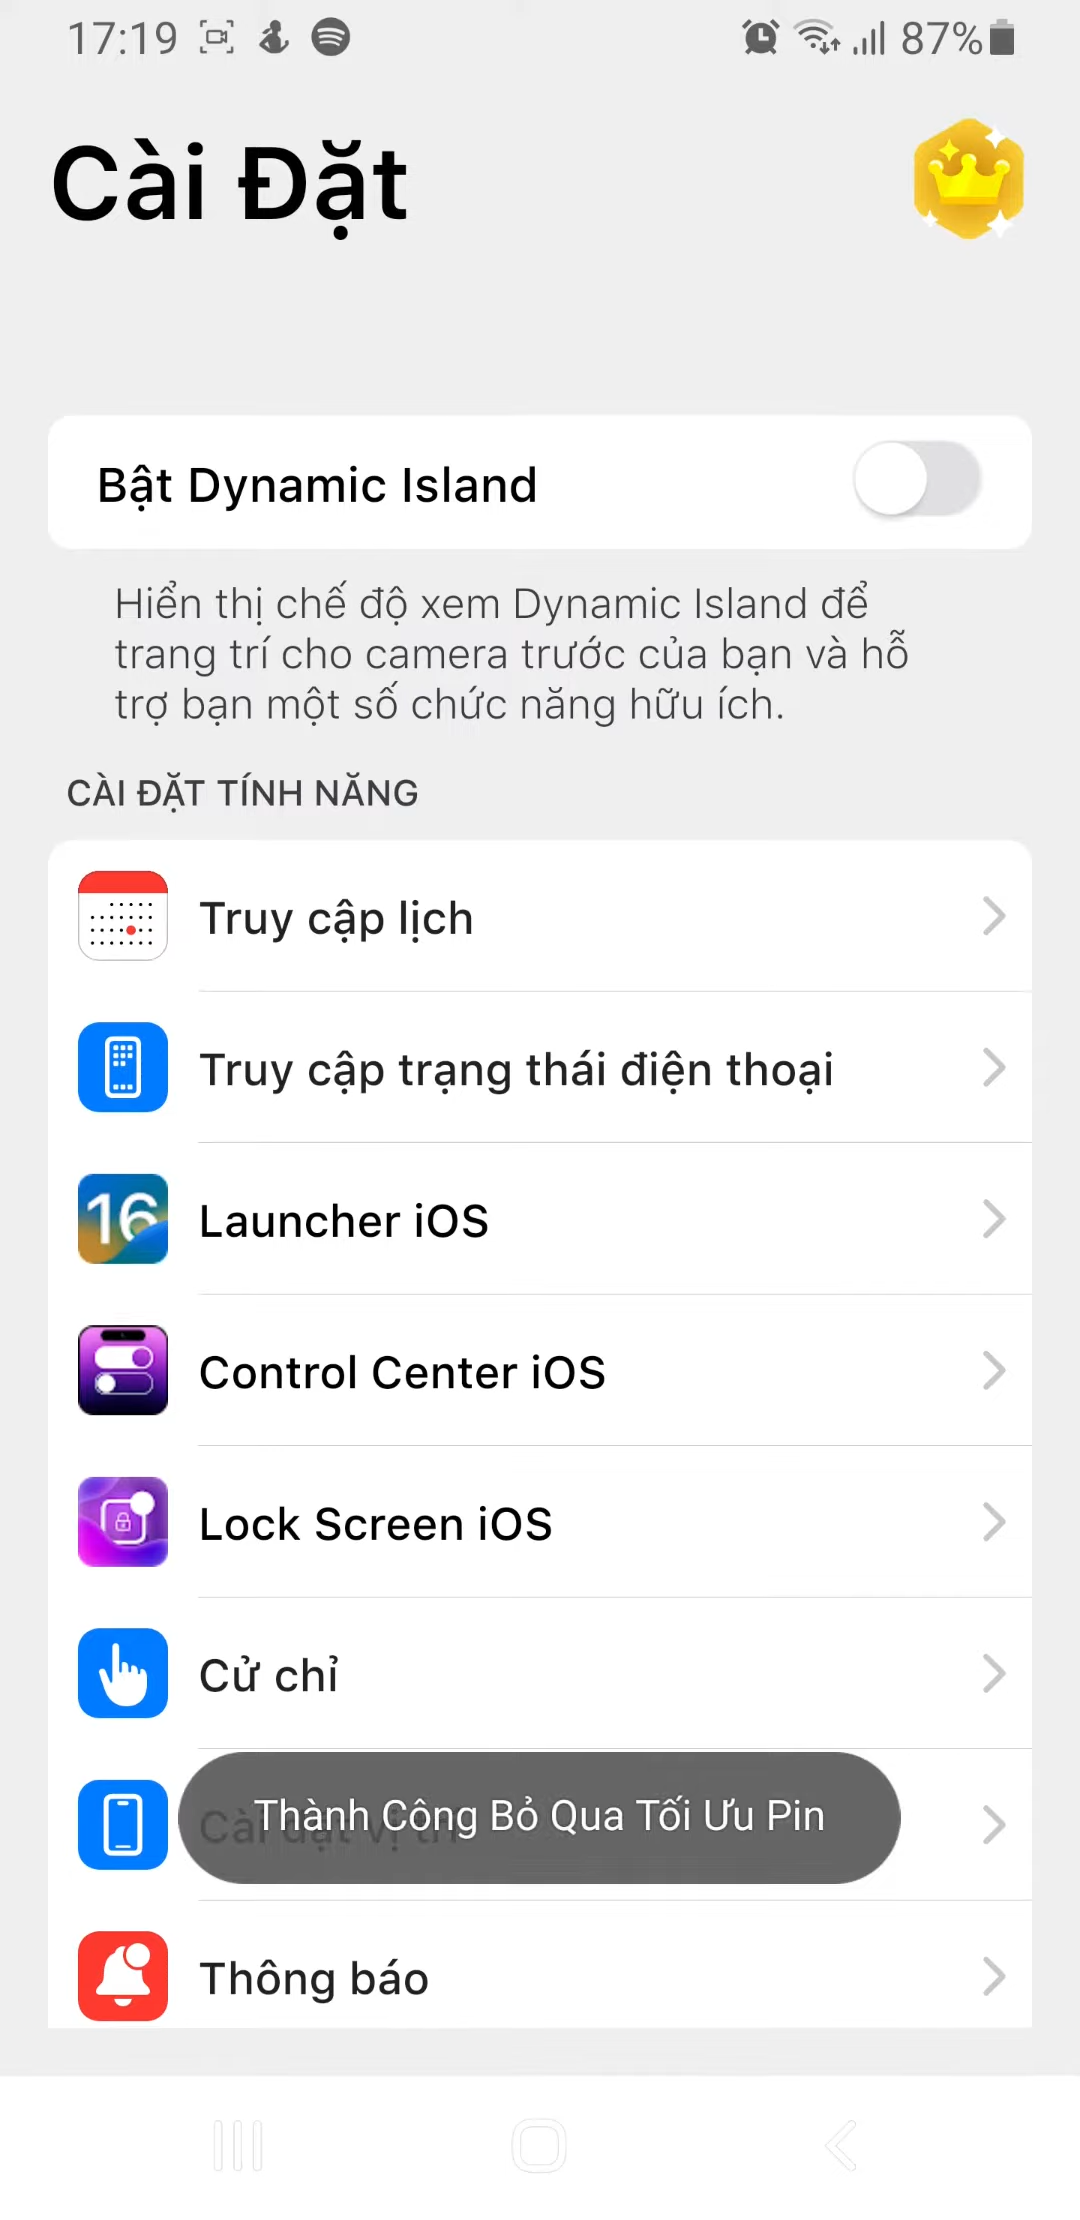 17:19 87%
Cài Đặt
Bật Dynamic Island
Hiển thị chế độ xem Dynamic Island để
trang trí cho camera trước của bạn và hỗ
trợ bạn một số chức năng hữu ích.
CÀI ĐẶT TÍNH NĂNG
Truy cập lịch
Truy cập trạng thái điện thoại
16
Launcher iOS
Control Center iOS
Lock Screen iOS
Cử chỉ
Thành Công Bỏ Qua Tối Ưu Pin
Thông báo